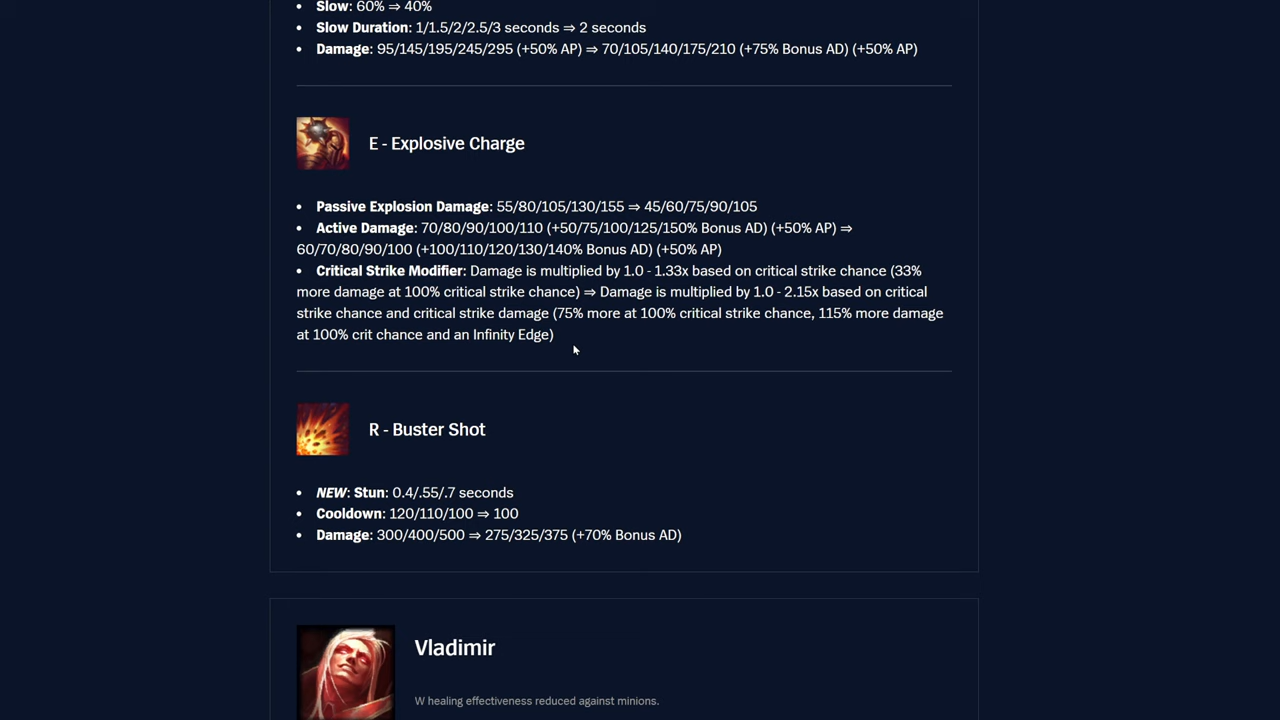 • Slow: 60% ⇒ 40%
• Slow Duration: 1/1.5/2/2.5/3 seconds ⇒ 2 seconds
• Damage: 95/145/195/245/295 (+50% AP) ⇒ 70/105/140/175/210 (+75% Bonus AD) (+50% AP)
E - Explosive Charge
• Passive Explosion Damage: 55/80/105/130/155 ⇒ 45/60/75/90/105
• Active Damage: 70/80/90/100/110 (+50/75/100/125/150% Bonus AD) (+50% AP) ⇒
60/70/80/90/100 (+100/110/120/130/140% Bonus AD) (+50% AP)
• Critical Strike Modifier: Damage is multiplied by 1.0 - 1.33x based on critical strike chance (33%
more damage at 100% critical strike chance) ⇒ Damage is multiplied by 1.0 - 2.15x based on critical
strike chance and critical strike damage (75% more at 100% critical strike chance, 115% more damage
at 100% crit chance and an Infinity Edge)
R - Buster Shot
• NEW: Stun: 0.4/.55/.7 seconds
• Cooldown: 120/110/100 ⇒ 100
• Damage: 300/400/500 ⇒ 275/325/375 (+70% Bonus AD)
Vladimir
W healing effectiveness reduced against minions.